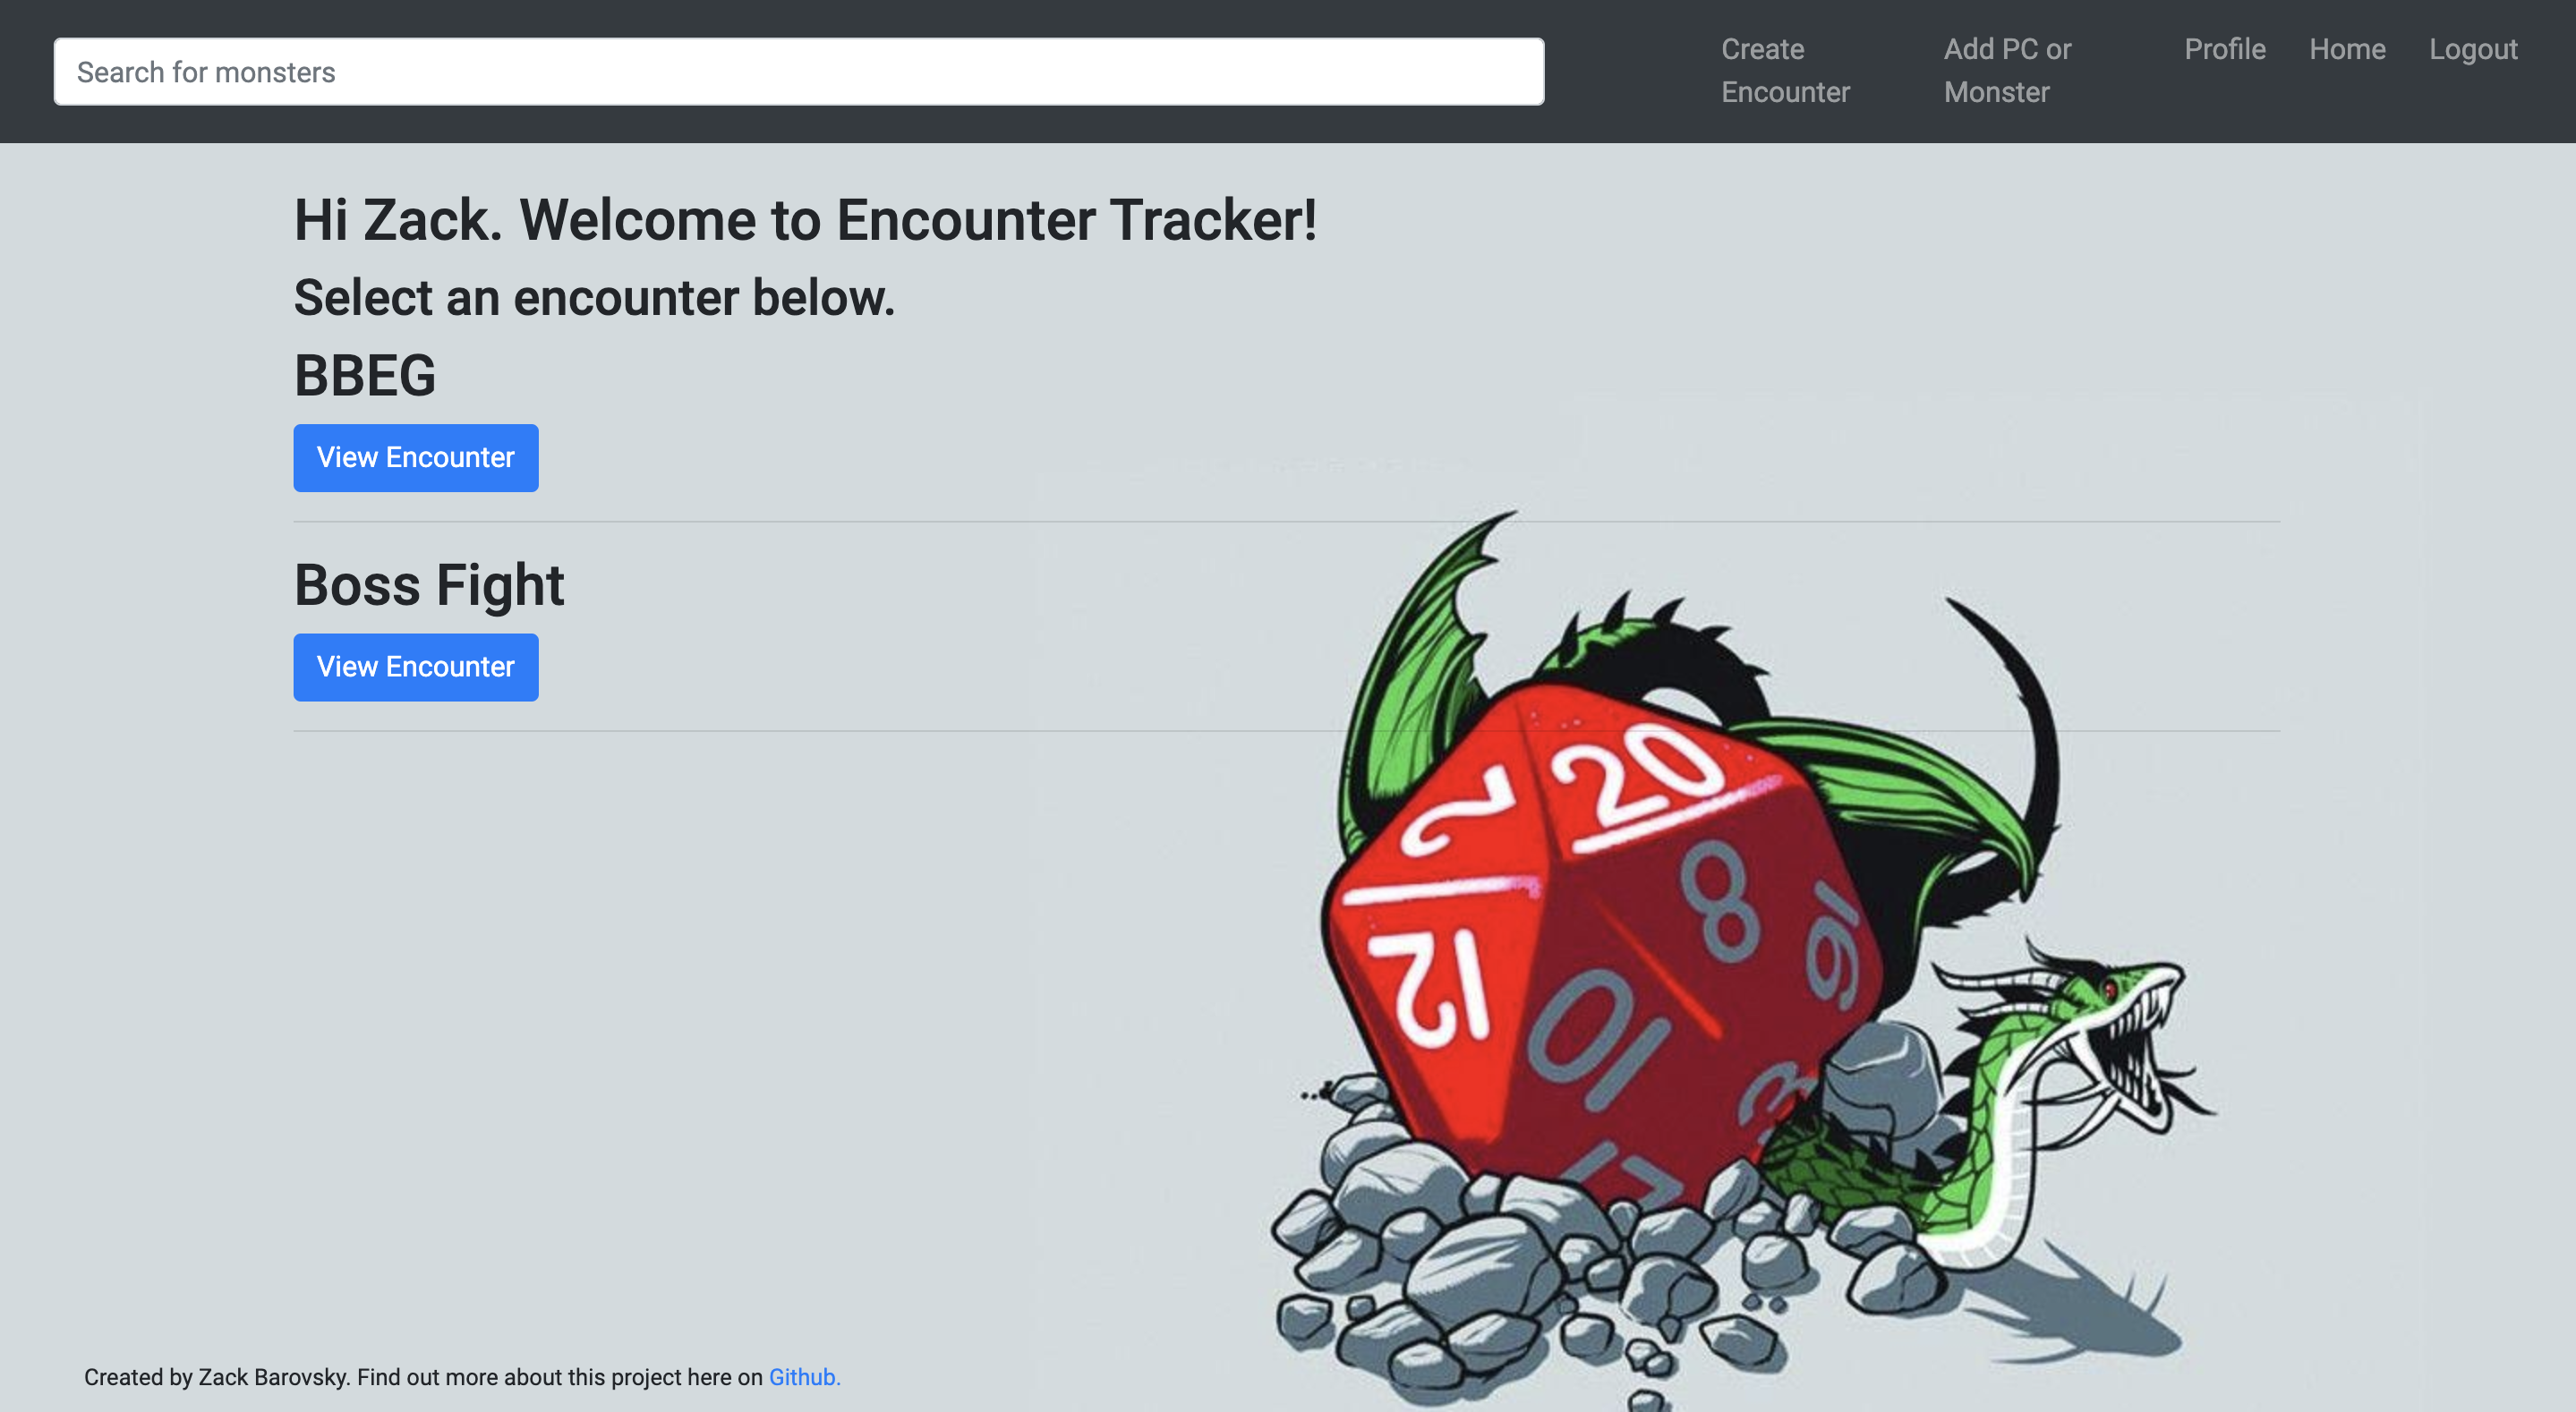 Search for monsters
Create Encounter
Add PC or Monster
Profile
Home
Logout
Hi Zack. Welcome to Encounter Tracker!
Select an encounter below.
BBEG
View Encounter
Boss Fight
View Encounter
20
2
8
16
12
10
3
17
Created by Zack Barovsky. Find out more about this project here on Github.